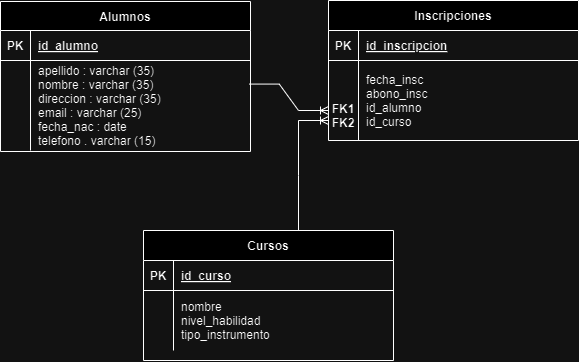 Alumnos
PK id_alumno
apellido : varchar (35)
nombre : varchar (35)
direccion : varchar (35)
email : varchar (25)
fecha_nac : date
telefono . varchar (15)
Inscripciones
PK id_inscripcion
fecha_insc
abono_insc
FK1 id_alumno
FK2 id_curso
Cursos
PK id_curso
nombre
nivel_habilidad
tipo_instrumento